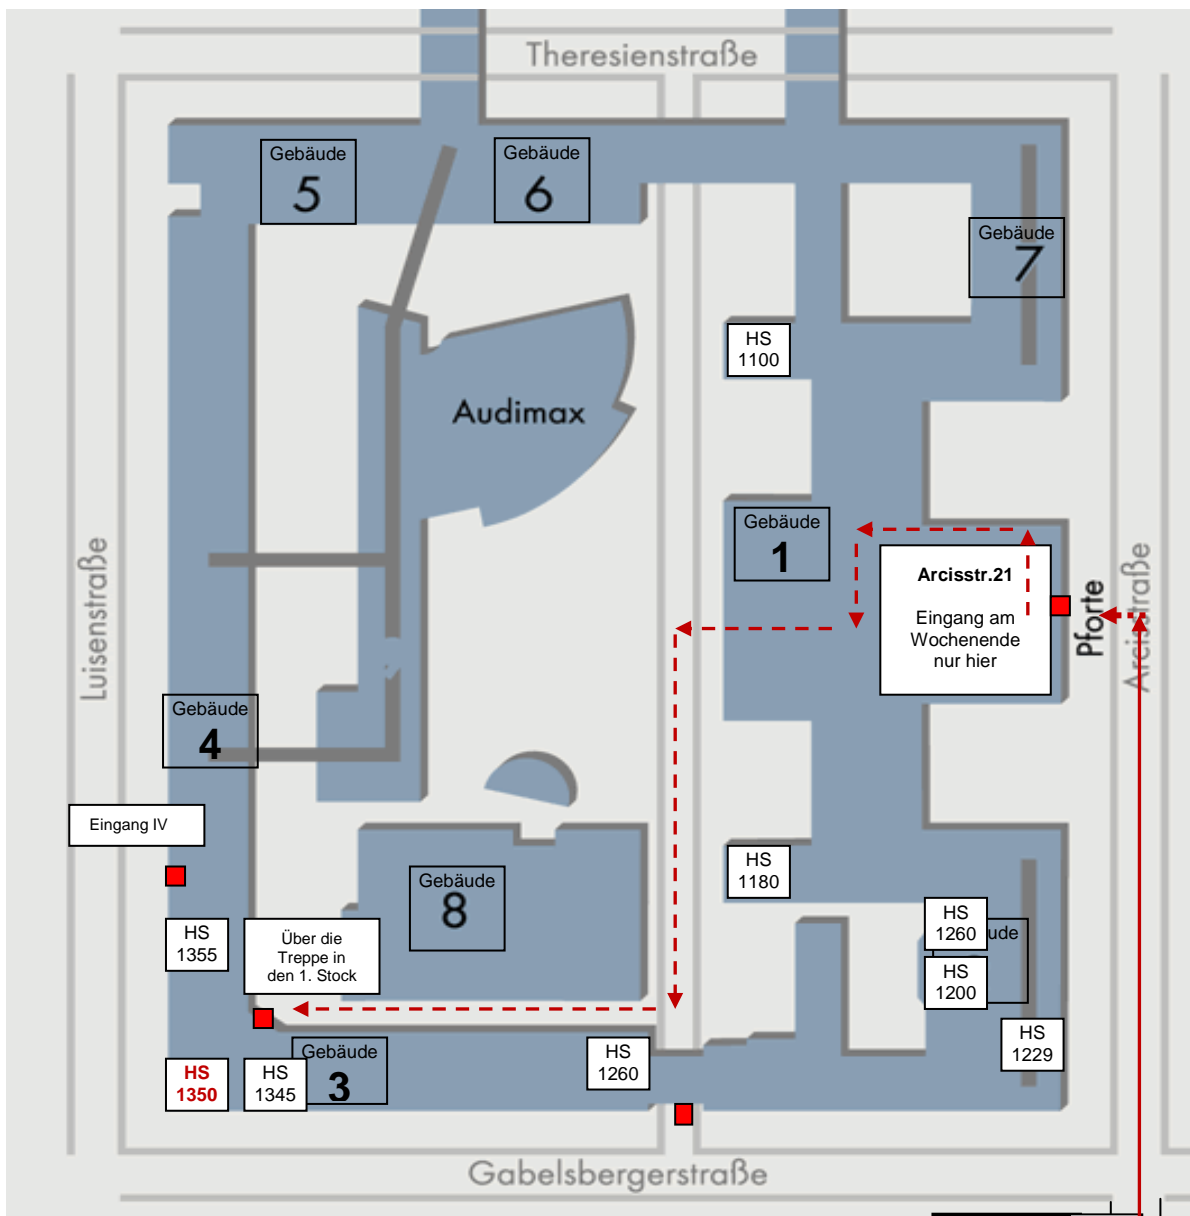 Theresienstraße
Gebäude
5
Gebäude
6
Gebäude
7
HS
1100
Audimax
Gebäude
1
Arcisstr.21
Eingang am
Wochenende
nur hier
Pforte
Arcisstraße
Luisenstraße
Gebäude
4
Eingang IV
HS
1355
Über die
Treppe in
den 1. Stock
Gebäude
8
HS
1180
HS
1260
ude
HS
1200
HS
1229
HS
1350
HS
1345
Gebäude
3
HS
1260
Gabelsbergerstraße